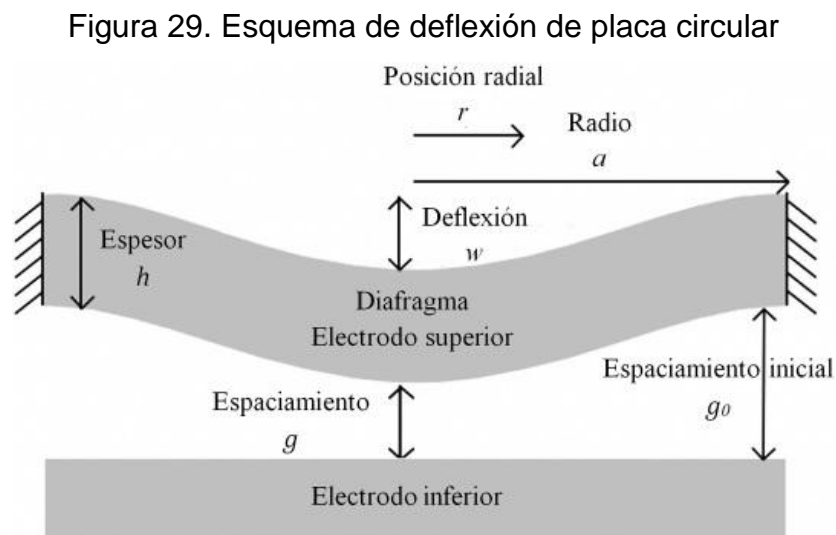 Figura 29. Esquema de deflexión de placa circular
Posición radial
r
Radio
a
Deflexión
w
Espesor
h
Diafragma
Electrodo superior
Espaciamiento inicial
g0
Espaciamiento
g
Electrodo inferior